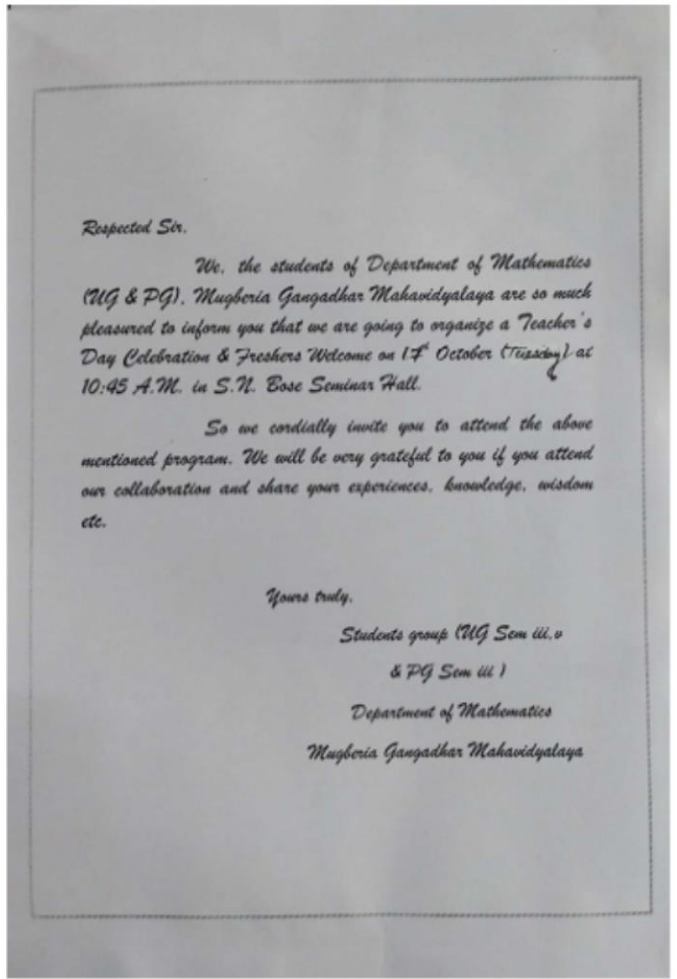 Respected Sir,
We, the students of Department of Mathematics
(UG & PG), Mugberia Gangadhar Mahavidyalaya are so much
pleasured to inform you that we are going to organize a Teacher's
Day Celebration & Freshers Welcome on 17th October (Tuesday) at
10:45 A.M. in S.N. Bose Seminar Hall.
So we cordially invite you to attend the above
mentioned program. We will be very grateful to you if you attend
our collaboration and share your experiences, knowledge, wisdom
etc.
Yours truly,
Students group (UG Sem iii,v
& PG Sem iii )
Department of Mathematics
Mugberia Gangadhar Mahavidyalaya